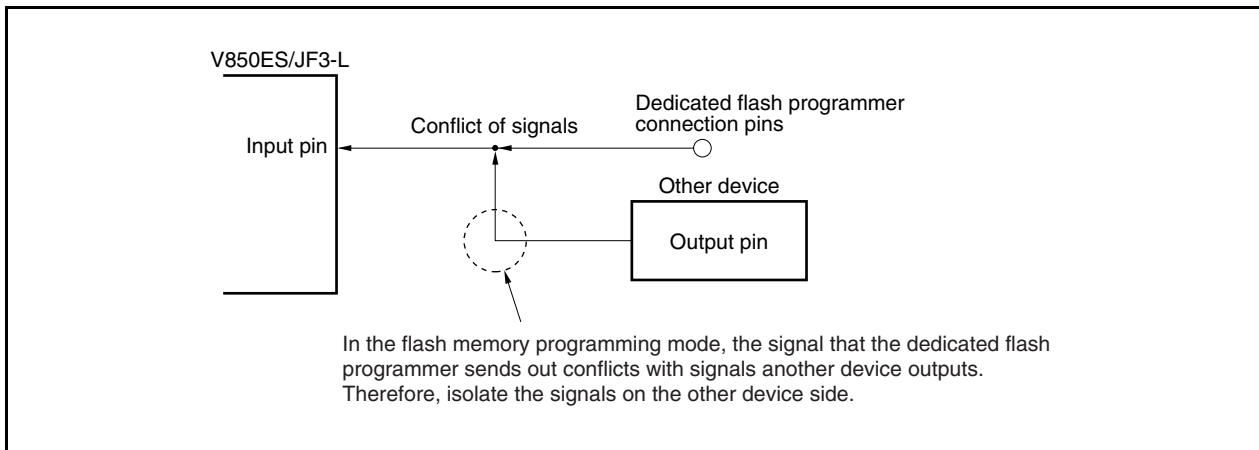 V850ES/JF3-L
Input pin
Conflict of signals
Dedicated flash programmer
connection pins
Other device
Output pin
In the flash memory programming mode, the signal that the dedicated flash
programmer sends out conflicts with signals another device outputs.
Therefore, isolate the signals on the other device side.